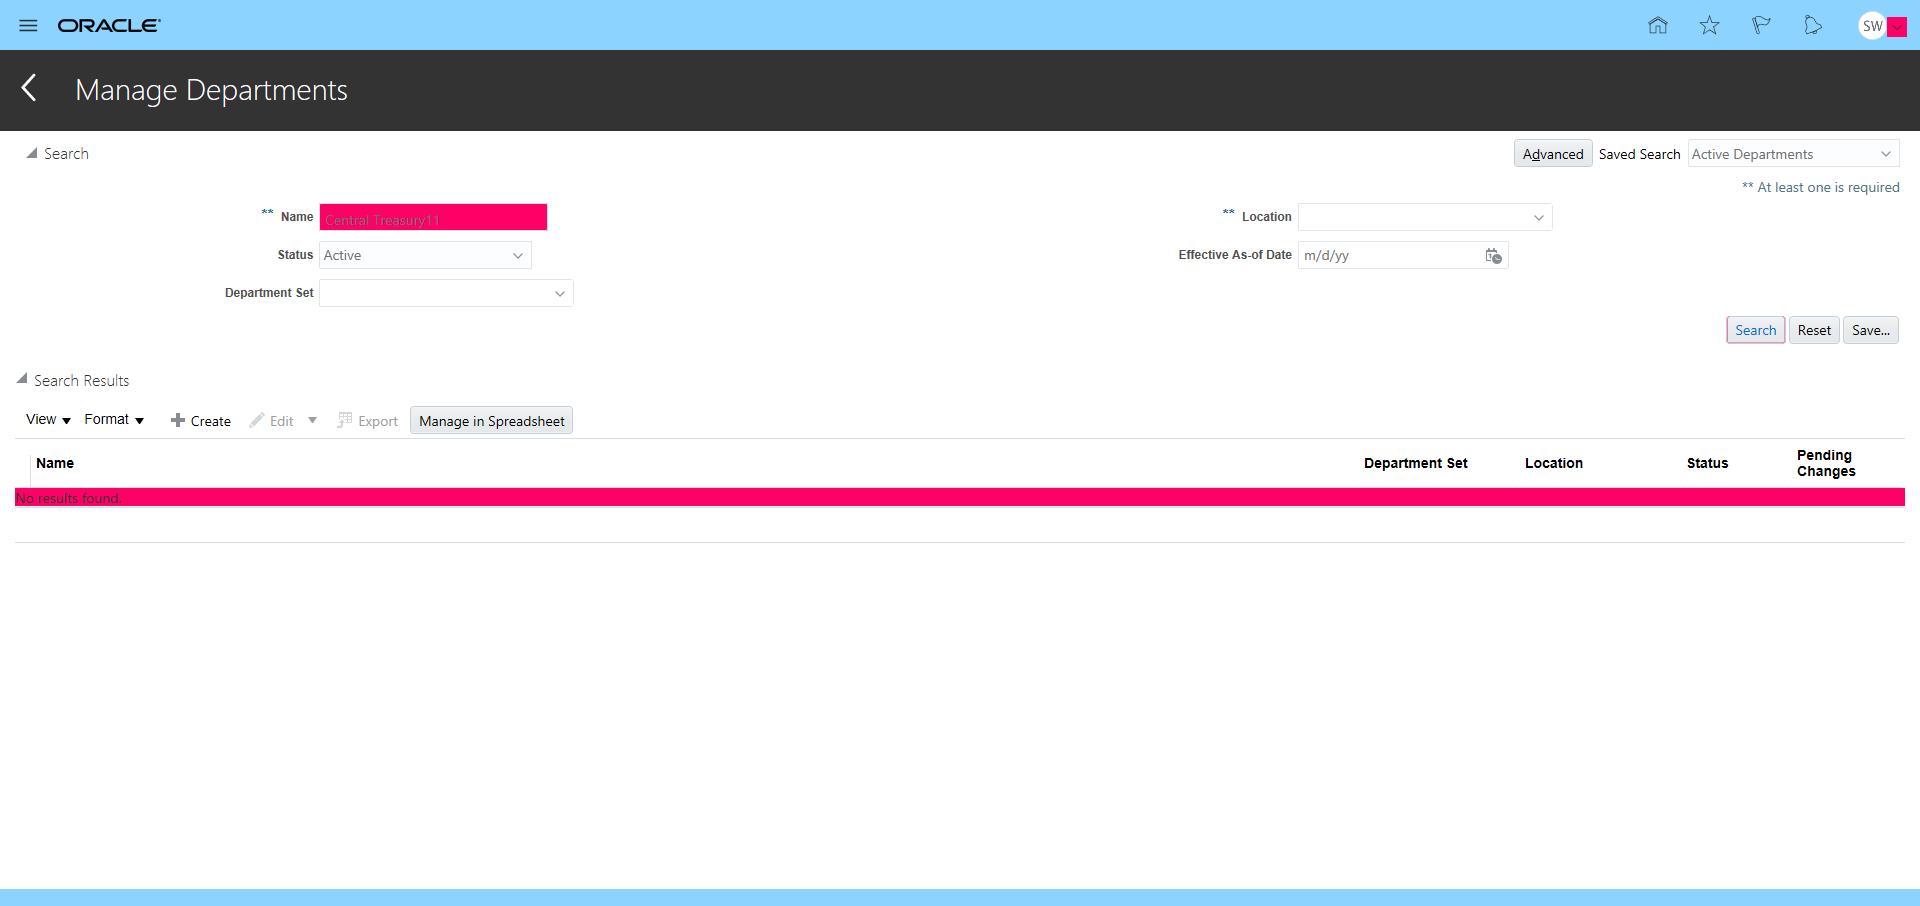 ORACLE
SW
Manage Departments
Search
Advanced Saved Search Active Departments
** At least one is required
** Name Central Treasury11
** Location
Status Active
Effective As-of Date m/d/yy
Department Set
Search Reset Save...
Search Results
View Format Create Edit Export Manage in Spreadsheet
Name Department Set Location Status Pending Changes
No results found.